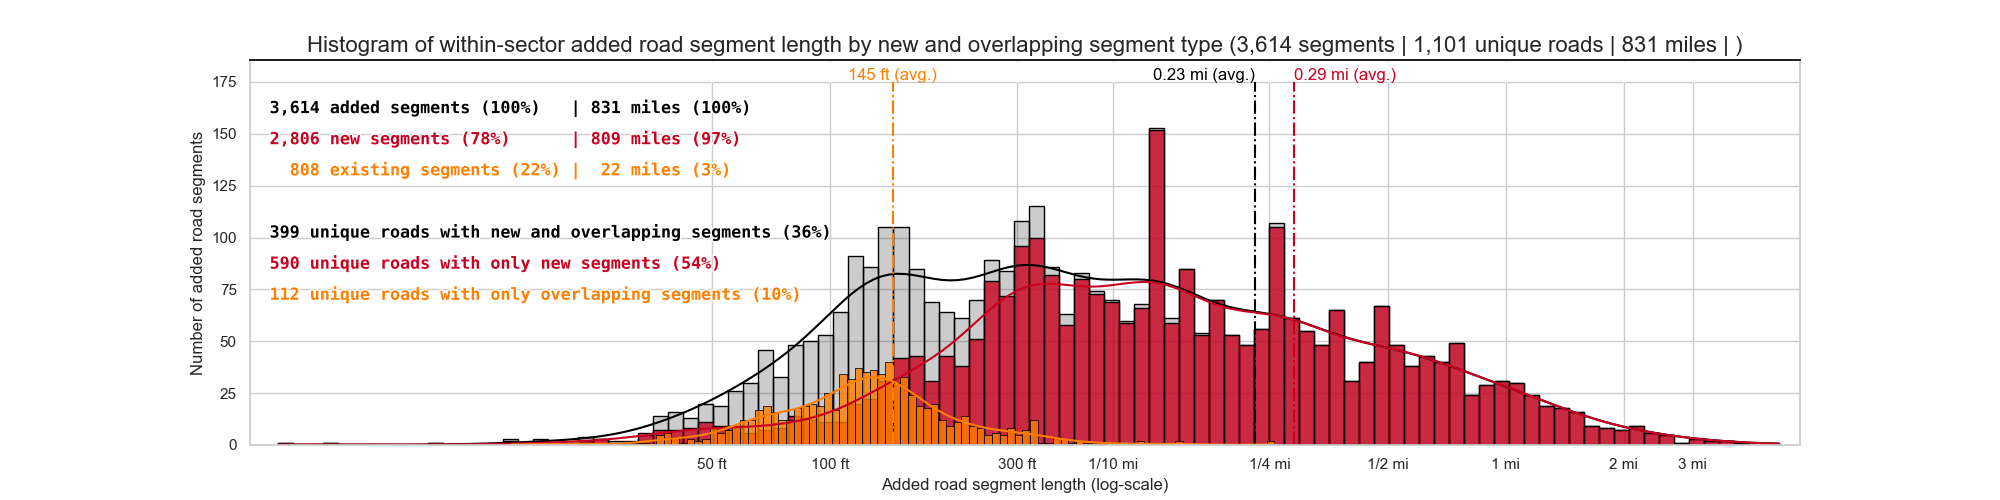 Histogram of within-sector added road segment length by new and overlapping segment type (3,614 segments | 1,101 unique roads | 831 miles | )
145 ft (avg.)
0.23 mi (avg.)
0.29 mi (avg.)
3,614 added segments (100%) | 831 miles (100%)
2,806 new segments (78%) | 809 miles (97%)
808 existing segments (22%) | 22 miles (3%)
399 unique roads with new and overlapping segments (36%)
590 unique roads with only new segments (54%)
112 unique roads with only overlapping segments (10%)
Number of added road segments
175
150
125
100
75
50
25
0
50 ft
100 ft
300 ft
1/10 mi
1/4 mi
1/2 mi
1 mi
2 mi
3 mi
Added road segment length (log-scale)